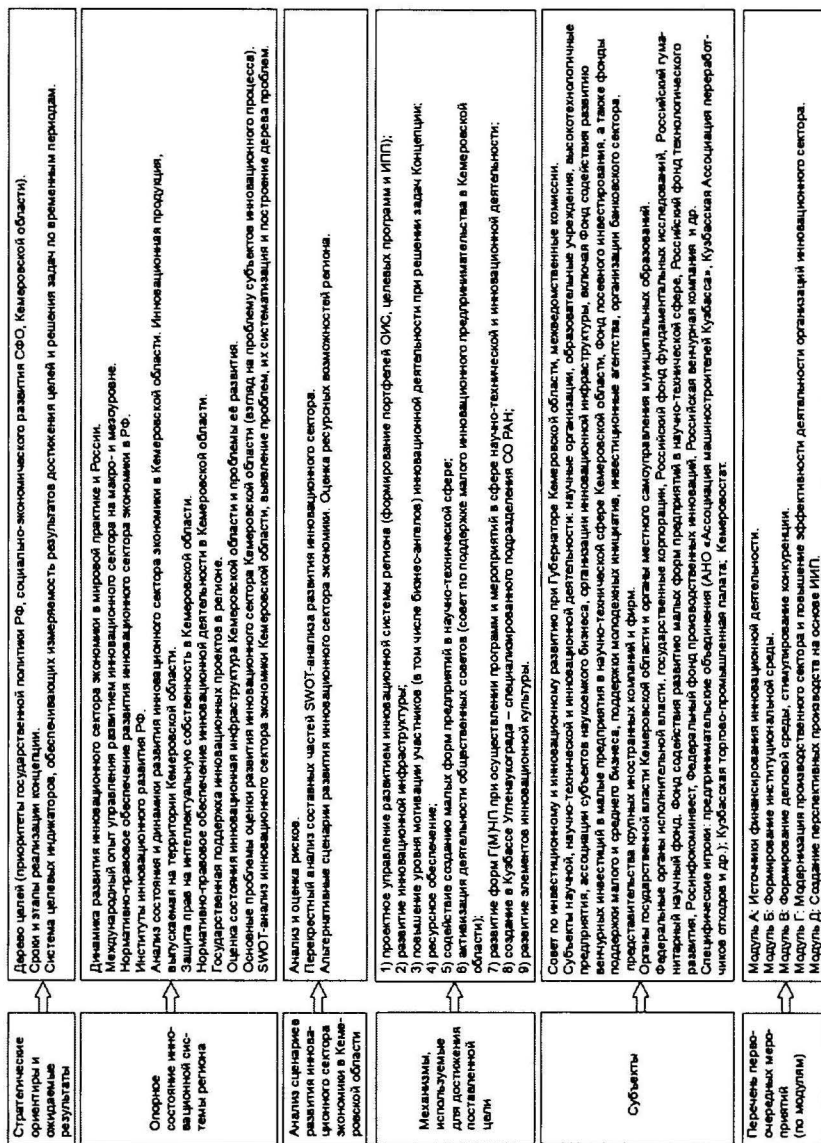 Стратегические
ориентиры и
ожидаемые
результаты
Дерево целей (приоритеты государственной политики РФ, социально-экономического развития СФО, Кемеровской области).
Сроки и этапы реализации концепции.
Система целевых индикаторов, обеспечивающих измеряемость результатов достижения целей и решения задач по временным периодам.
Опорное
состояние инно-
вационной сис-
темы региона
Динамика развития инновационного сектора экономики в мировой практике и России.
Международный опыт управления развитием инновационного сектора на макро- и мезоуровне.
Нормативно-правовое обеспечение развития инновационного сектора экономики в РФ.
Институты инновационного развития РФ.
Анализ состояния и динамики развития инновационного сектора экономики в Кемеровской области. Инновационная продукция,
выпускаемая на территории Кемеровской области.
Защита прав на интеллектуальную собственность в Кемеровской области.
Нормативно-правовое обеспечение инновационной деятельности в Кемеровской области.
Государственная поддержка инновационных проектов в регионе.
Оценка состояния инновационная инфраструктура Кемеровской области и проблемы её развития.
Основные проблемы оценки развития инновационного сектора Кемеровской области (взгляд на проблему субъектов инновационного процесса).
SWOT-анализ инновационного сектора экономики Кемеровской области, выявление проблем, их систематизация и построение дерева проблем.
Анализ сценариев
развития иннова-
ционного сектора
экономики в Кеме-
ровской области
Анализ и оценка рисков.
Перекрестный анализ составных частей SWOT-анализа развития инновационного сектора.
Альтернативные сценарии развития инновационного сектора экономики. Оценка ресурсных возможностей региона.
Механизмы,
используемые
для достижения
поставленной
цели
1) проектное управление развитием инновационной системы региона (формирование портфелей ОИС, целевых программ и ИПП);
2) развитие инновационной инфраструктуры;
3) повышение уровня мотивации участников (в том числе бизнес-ангелов) инновационной деятельности при решении задач Концепции;
4) ресурсное обеспечение;
5) содействие созданию малых форм предприятий в научно-технической сфере;
6) активизация деятельности общественных советов (совет по поддержке малого инновационного предпринимательства в Кемеровской
области);
7) развитие форм Г(М)ЧП при осуществлении программ и мероприятий в сфере научно-технической и инновационной деятельности;
8) создание в Кузбассе Угленаукограда – специализированного подразделения СО РАН;
9) развитие элементов инновационной культуры.
Субъекты
Совет по инвестиционному и инновационному развитию при Губернаторе Кемеровской области, межведомственные комиссии.
Субъекты научной, научно-технической и инновационной деятельности: научные организации, образовательные учреждения, высокотехнологичные
предприятия, ассоциации субъектов наукоемкого бизнеса, организации инновационной инфраструктуры, включая Фонд содействия развитию
венчурных инвестиций в малые предприятия в научно-технической сфере Кемеровской области, Фонд посевного инвестирования, а также фонды
поддержки малого и среднего бизнеса, поддержки молодежных инициатив, инвестиционные агентства, организации банковского сектора,
представительства крупных иностранных компаний и фирм.
Органы государственной власти Кемеровской области и органы местного самоуправления муниципальных образований.
Федеральные органы исполнительной власти, государственные корпорации, Российский фонд фундаментальных исследований, Российский гума-
нитарный научный фонд, Фонд содействия развитию малых форм предприятий в научно-технической сфере, Российский фонд технологического
развития, Росинфокоминвест, Федеральный фонд производственных инноваций, Российская венчурная компания и др.
Специфические игроки: предпринимательские объединения (АНО «Ассоциация машиностроителей Кузбасса», Кузбасская Ассоциация переработ-
чиков отходов и др.); Кузбасская торгово-промышленная палата; Кемеровостат.
Перечень перво-
очередных меро-
приятий
(по модулям)
Модуль А: Источники финансирования инновационной деятельности.
Модуль Б: Формирование институциональной среды.
Модуль В: Формирование деловой среды, стимулирование конкуренции.
Модуль Г: Модернизация производственного сектора и повышение эффективности деятельности организаций инновационного сектора.
Модуль Д: Создание перспективных производств на основе ИИП.